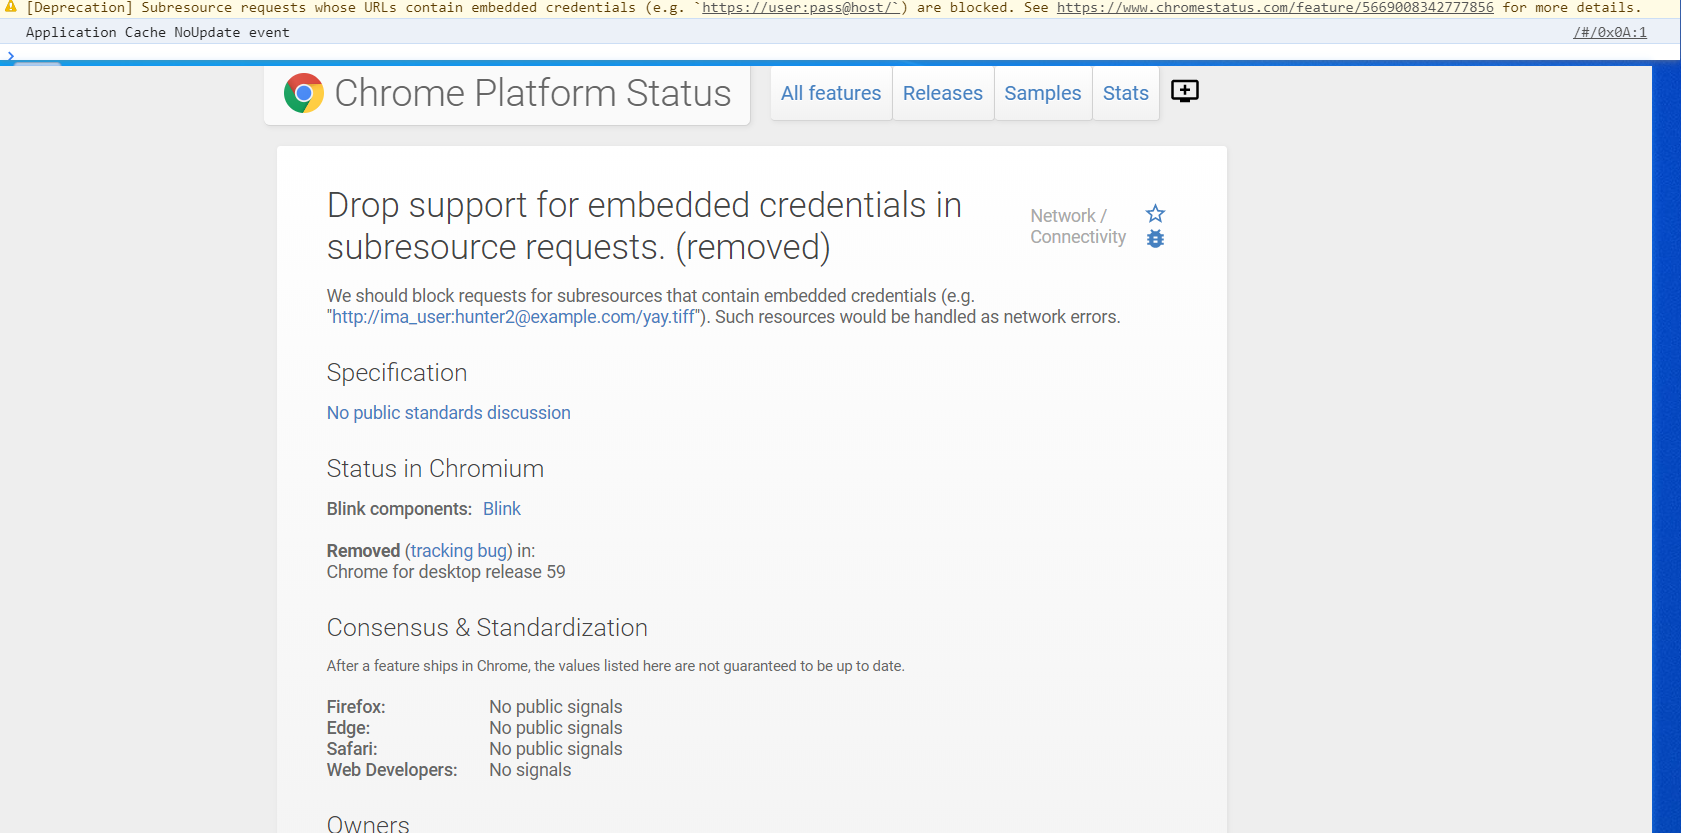 [Deprecation] Subresource requests whose URLs contain embedded credentials (e.g. `https://user:pass@host/`) are blocked. See https://www.chromestatus.com/feature/5669008342777856 for more details.
Application Cache NoUpdate event /#/0x0A:1
Chrome Platform Status All features Releases Samples Stats
Drop support for embedded credentials in
subresource requests. (removed)
Network /
Connectivity
We should block requests for subresources that contain embedded credentials (e.g.
"http://ima_user:hunter2@example.com/yay.tiff"). Such resources would be handled as network errors.
Specification
No public standards discussion
Status in Chromium
Blink components: Blink
Removed (tracking bug) in:
Chrome for desktop release 59
Consensus & Standardization
After a feature ships in Chrome, the values listed here are not guaranteed to be up to date.
Firefox: No public signals
Edge: No public signals
Safari: No public signals
Web Developers: No signals
Owners